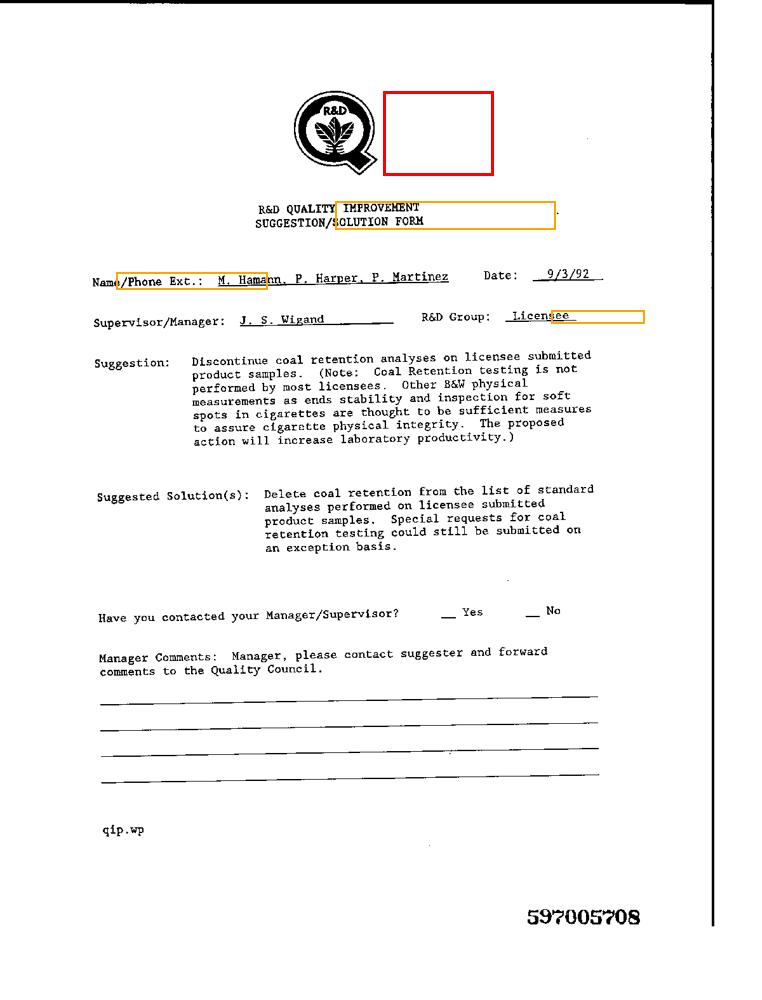 R&D
R&D QUALITY IMPROVEMENT
SUGGESTION/SOLUTION FORM
Name/Phone Ext.: M. Hamann, P. Harper, P. Martinez Date: 9/3/92
Supervisor/Manager: J. S. Wigand R&D Group: Licensee
Suggestion: Discontinue coal retention analyses on licensee submitted
product samples. (Note: Coal Retention testing is not
performed by most licensees. Other B&W physical
measurements as ends stability and inspection for soft
spots in cigarettes are thought to be sufficient measures
to assure cigarette physical integrity. The proposed
action will increase laboratory productivity.)
Suggested Solution(s): Delete coal retention from the list of standard
analyses performed on licensee submitted
product samples. Special requests for coal
retention testing could still be submitted on
an exception basis.
Have you contacted your Manager/Supervisor? __ Yes __ No
Manager Comments: Manager, please contact suggester and forward
comments to the Quality Council.
qip.wp
597005708